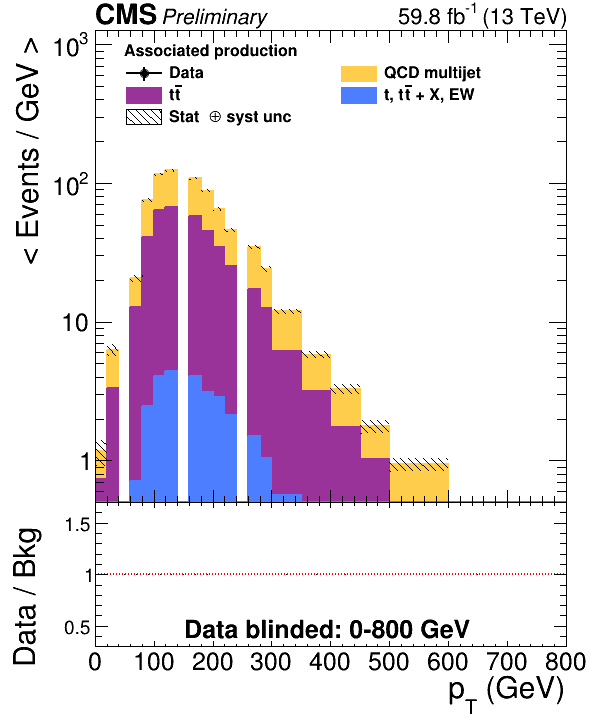 CMS Preliminary 59.8 fb⁻¹ (13 TeV)
Associated production
Data QCD multijet
tt̄ t, tt̄ + X, EW
Stat ⊕ syst unc
< Events / GeV >
10³
10²
10
1
Data / Bkg
1.5
1
0.5
Data blinded: 0-800 GeV
0 100 200 300 400 500 600 700 800
p_T (GeV)